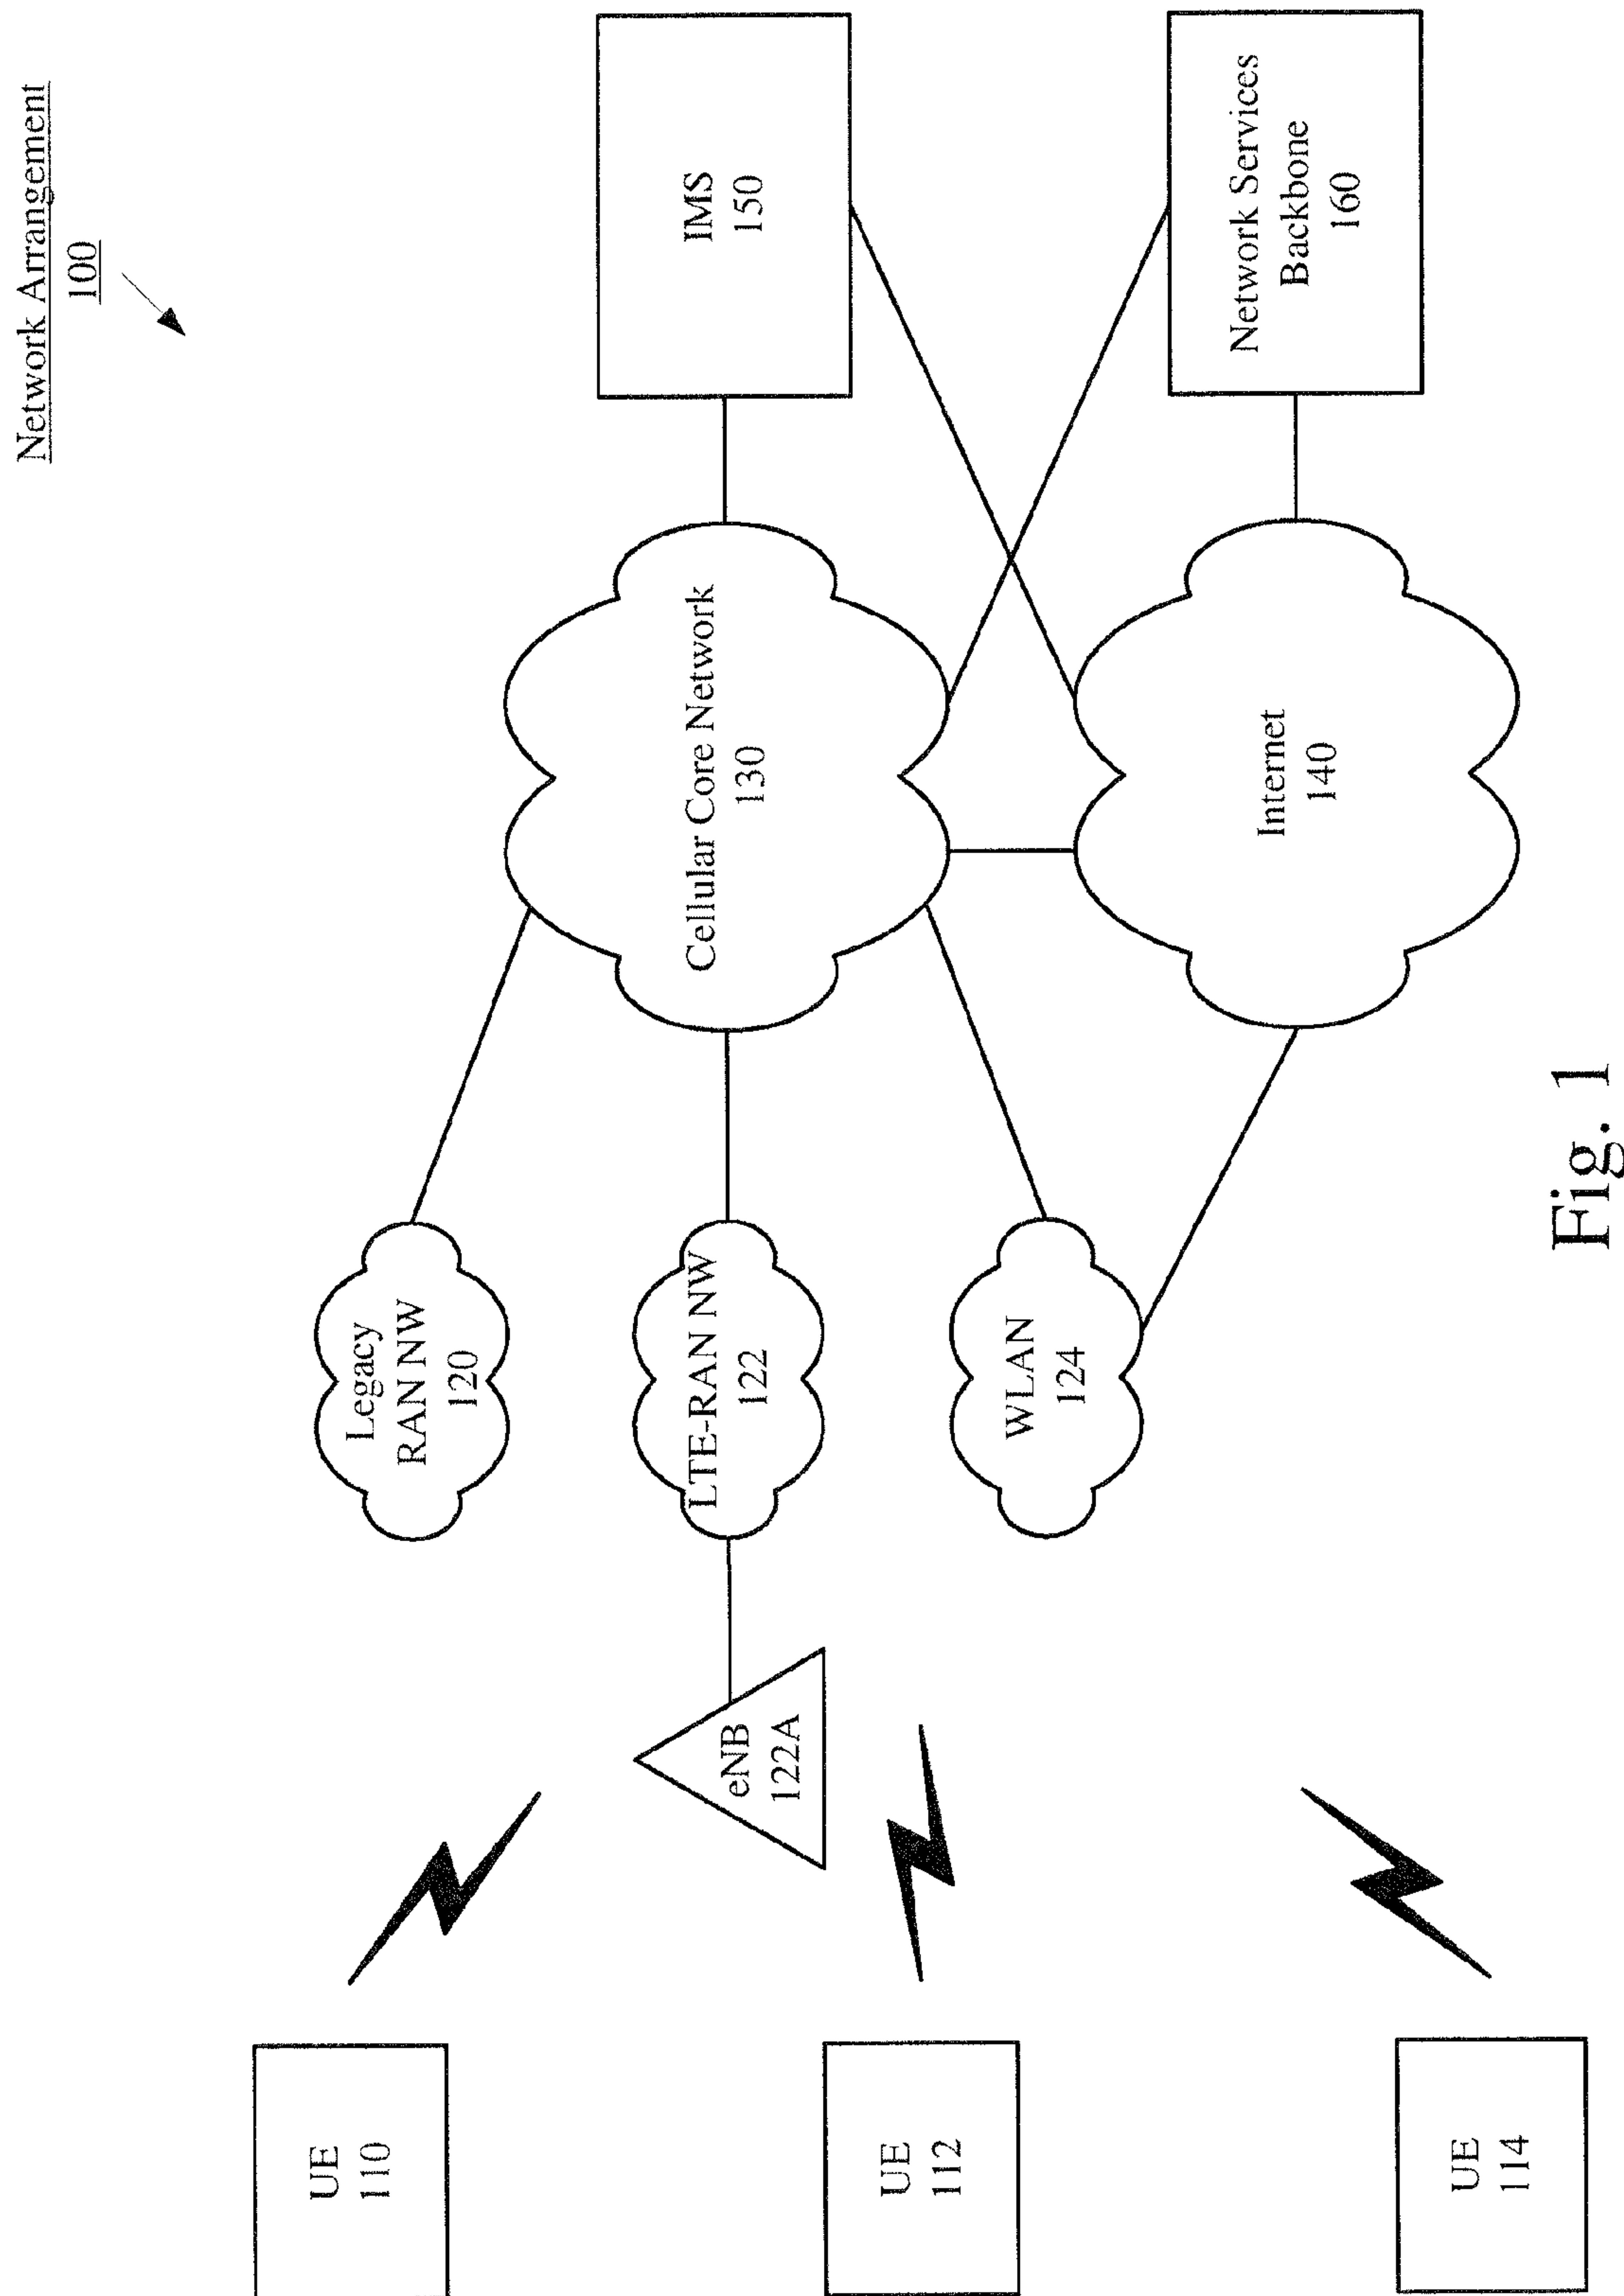 Network Arrangement
100
UE
110
UE
112
UE
114
eNB
122A
Legacy
RAN NW
120
LTE-RAN NW
122
WLAN
124
Cellular Core Network
130
Internet
140
IMS
150
Network Services
Backbone
160
Fig. 1